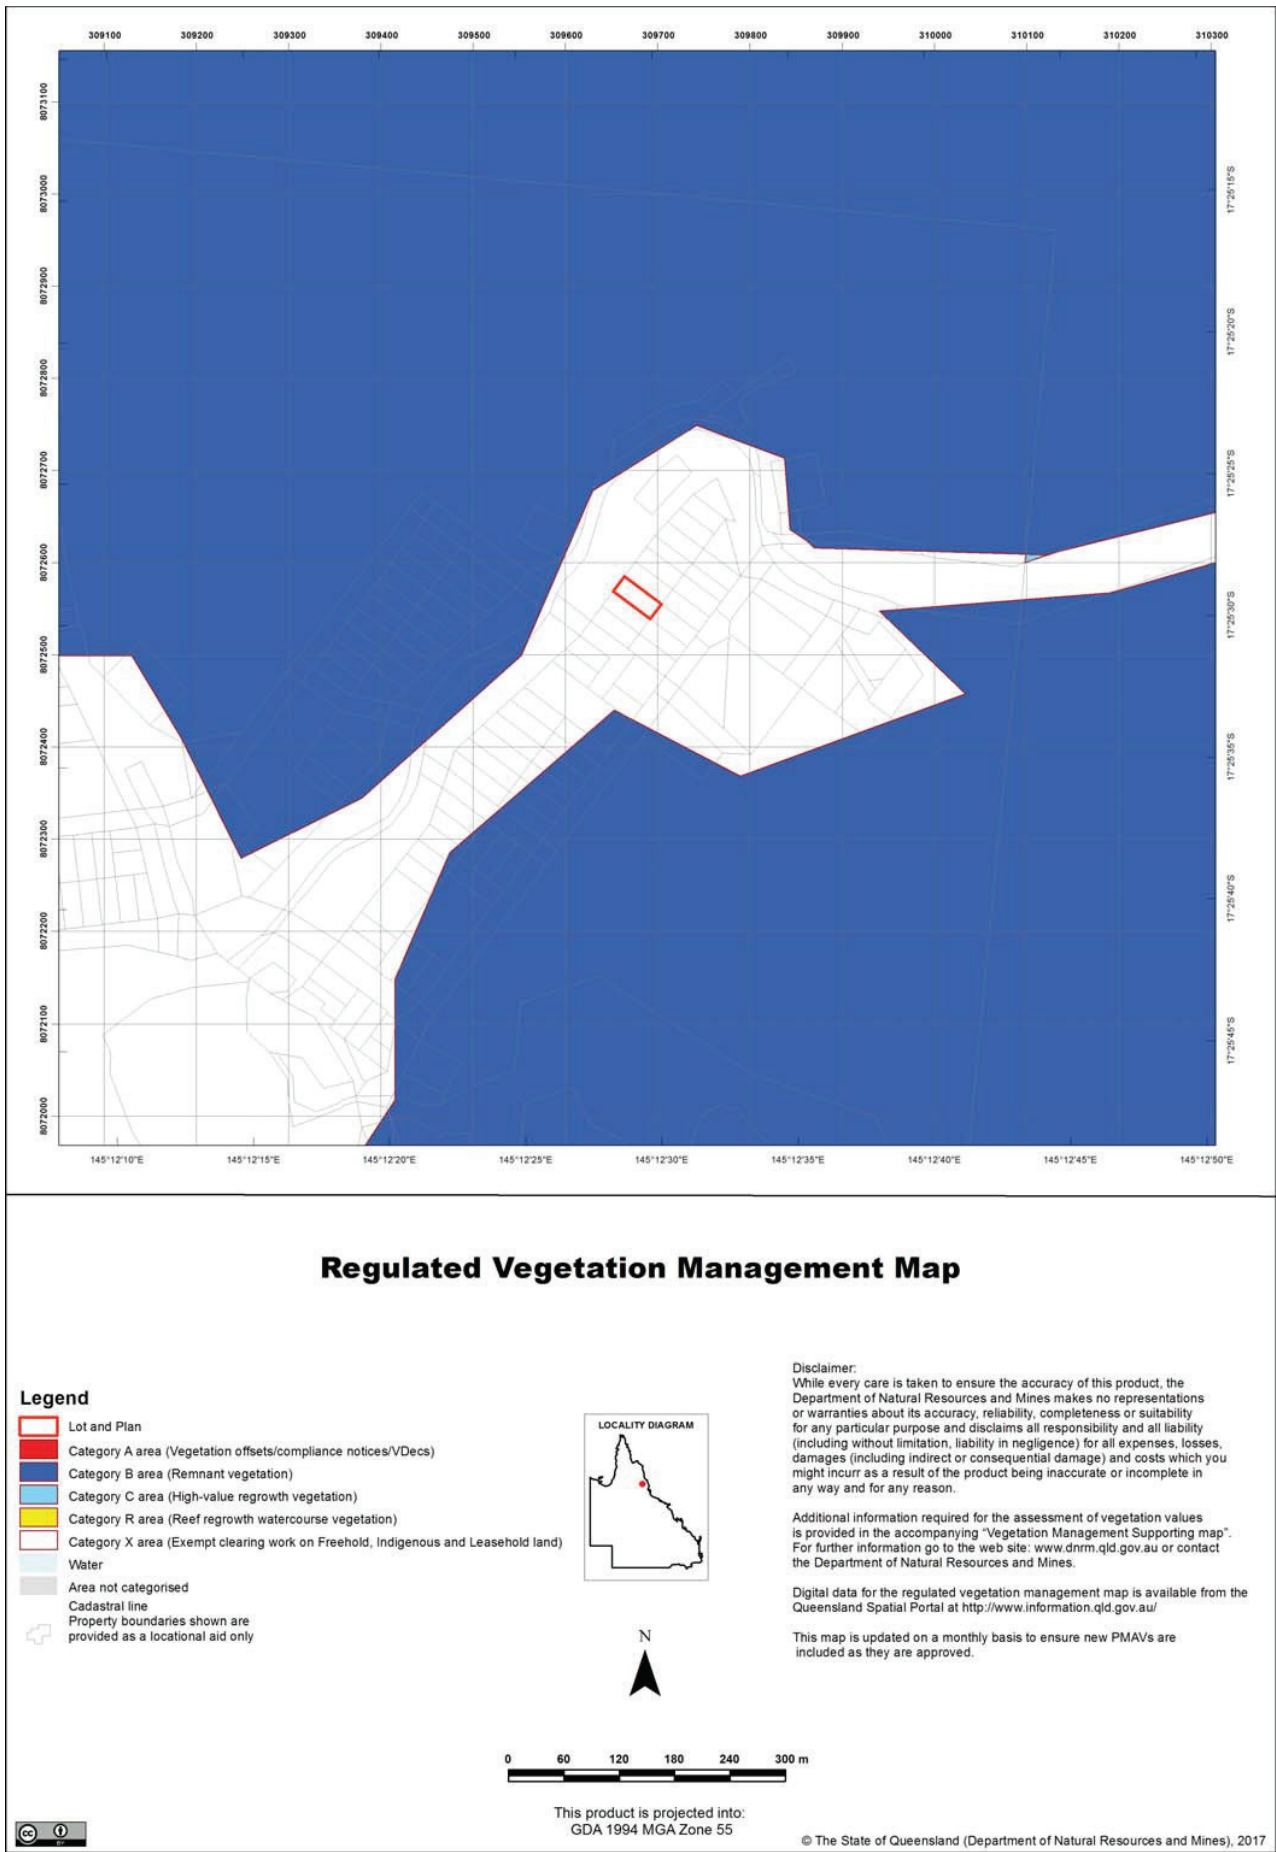 309100 309200 309300 309400 309500 309600 309700 309800 309900 310000 310100 310200 310300
8073100
8073000
8072900
8072800
8072700
8072600
8072500
8072400
8072300
8072200
8072100
8072000
17°25'15"S
17°25'20"S
17°25'25"S
17°25'30"S
17°25'35"S
17°25'40"S
17°25'45"S
145°12'10"E 145°12'15"E 145°12'20"E 145°12'25"E 145°12'30"E 145°12'35"E 145°12'40"E 145°12'45"E 145°12'50"E
Regulated Vegetation Management Map
Legend
Lot and Plan
Category A area (Vegetation offsets/compliance notices/VDecs)
Category B area (Remnant vegetation)
Category C area (High-value regrowth vegetation)
Category R area (Reef regrowth watercourse vegetation)
Category X area (Exempt clearing work on Freehold, Indigenous and Leasehold land)
Water
Area not categorised
Cadastral line
Property boundaries shown are
provided as a locational aid only
LOCALITY DIAGRAM
N
0 60 120 180 240 300 m
This product is projected into:
GDA 1994 MGA Zone 55
Disclaimer:
While every care is taken to ensure the accuracy of this product, the
Department of Natural Resources and Mines makes no representations
or warranties about its accuracy, reliability, completeness or suitability
for any particular purpose and disclaims all responsibility and all liability
(including without limitation, liability in negligence) for all expenses, losses,
damages (including indirect or consequential damage) and costs which you
might incurr as a result of the product being inaccurate or incomplete in
any way and for any reason.
Additional information required for the assessment of vegetation values
is provided in the accompanying “Vegetation Management Supporting map”.
For further information go to the web site: www.dnrm.qld.gov.au or contact
the Department of Natural Resources and Mines.
Digital data for the regulated vegetation management map is available from the
Queensland Spatial Portal at http://www.information.qld.gov.au/
This map is updated on a monthly basis to ensure new PMAVs are
included as they are approved.
cc
BY
© The State of Queensland (Department of Natural Resources and Mines), 2017